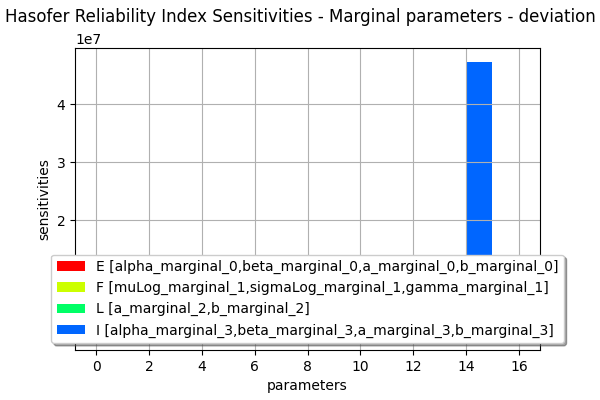 Hasofer Reliability Index Sensitivities - Marginal parameters - deviation
1e7
4
3
2
sensitivities
E [alpha_marginal_0,beta_marginal_0,a_marginal_0,b_marginal_0]
F [muLog_marginal_1,sigmaLog_marginal_1,gamma_marginal_1]
L [a_marginal_2,b_marginal_2]
I [alpha_marginal_3,beta_marginal_3,a_marginal_3,b_marginal_3]
0 2 4 6 8 10 12 14 16
parameters